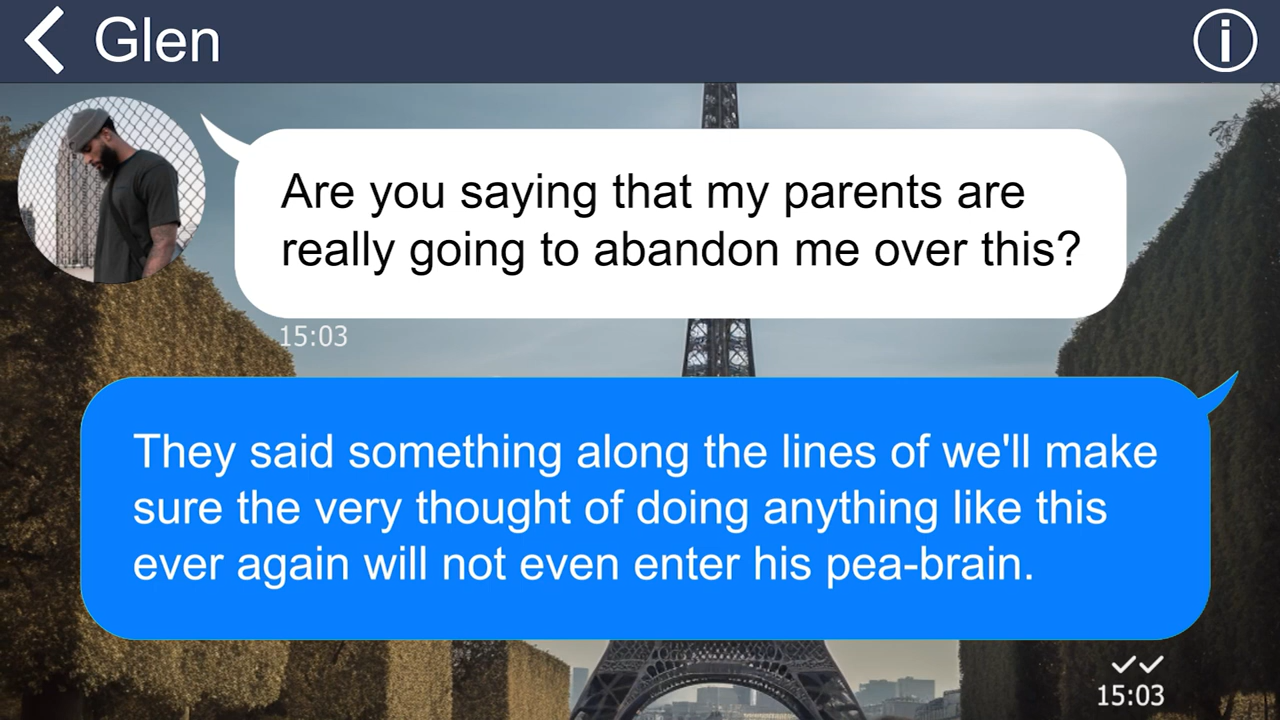 Glen
Are you saying that my parents are
really going to abandon me over this?
15:03
They said something along the lines of we'll make
sure the very thought of doing anything like this
ever again will not even enter his pea-brain.
15:03